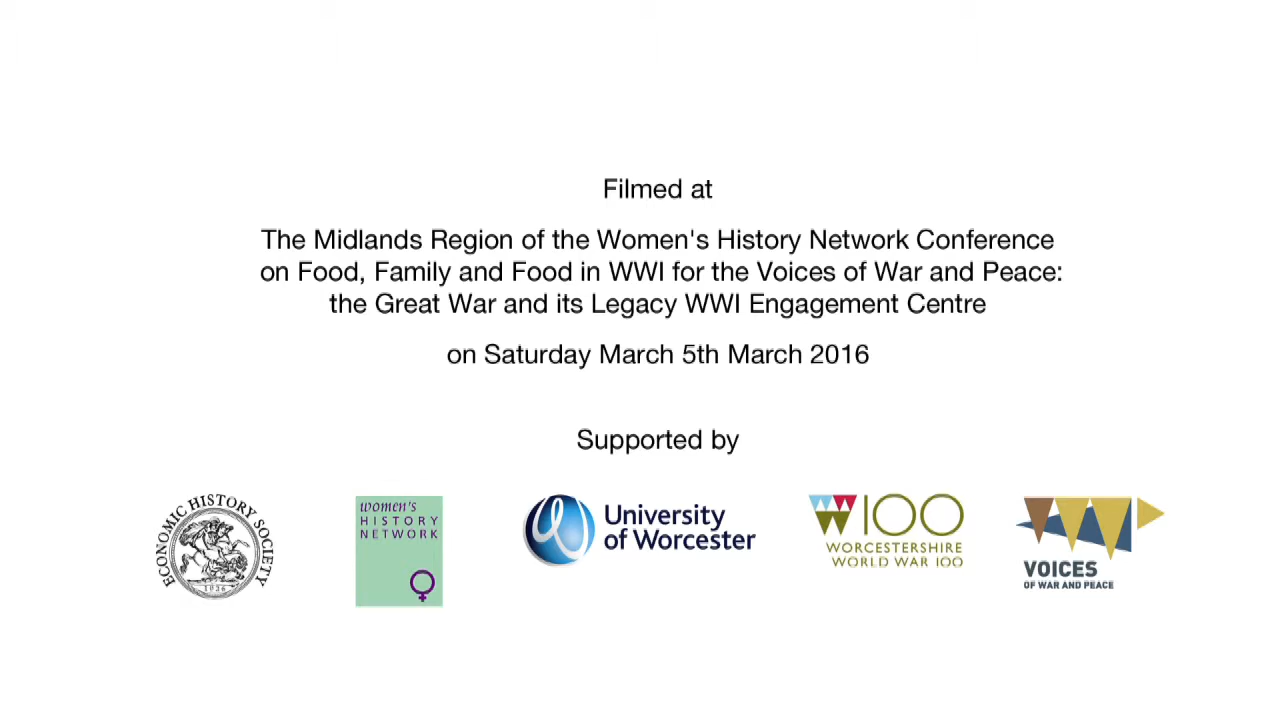 Filmed at
The Midlands Region of the Women's History Network Conference
on Food, Family and Food in WWI for the Voices of War and Peace:
the Great War and its Legacy WWI Engagement Centre
on Saturday March 5th March 2016
Supported by
ECONOMIC HISTORY SOCIETY
1926
women's
HISTORY
NETWORK
University
of Worcester
W100
WORCESTERSHIRE
WORLD WAR 100
VOICES
OF WAR AND PEACE